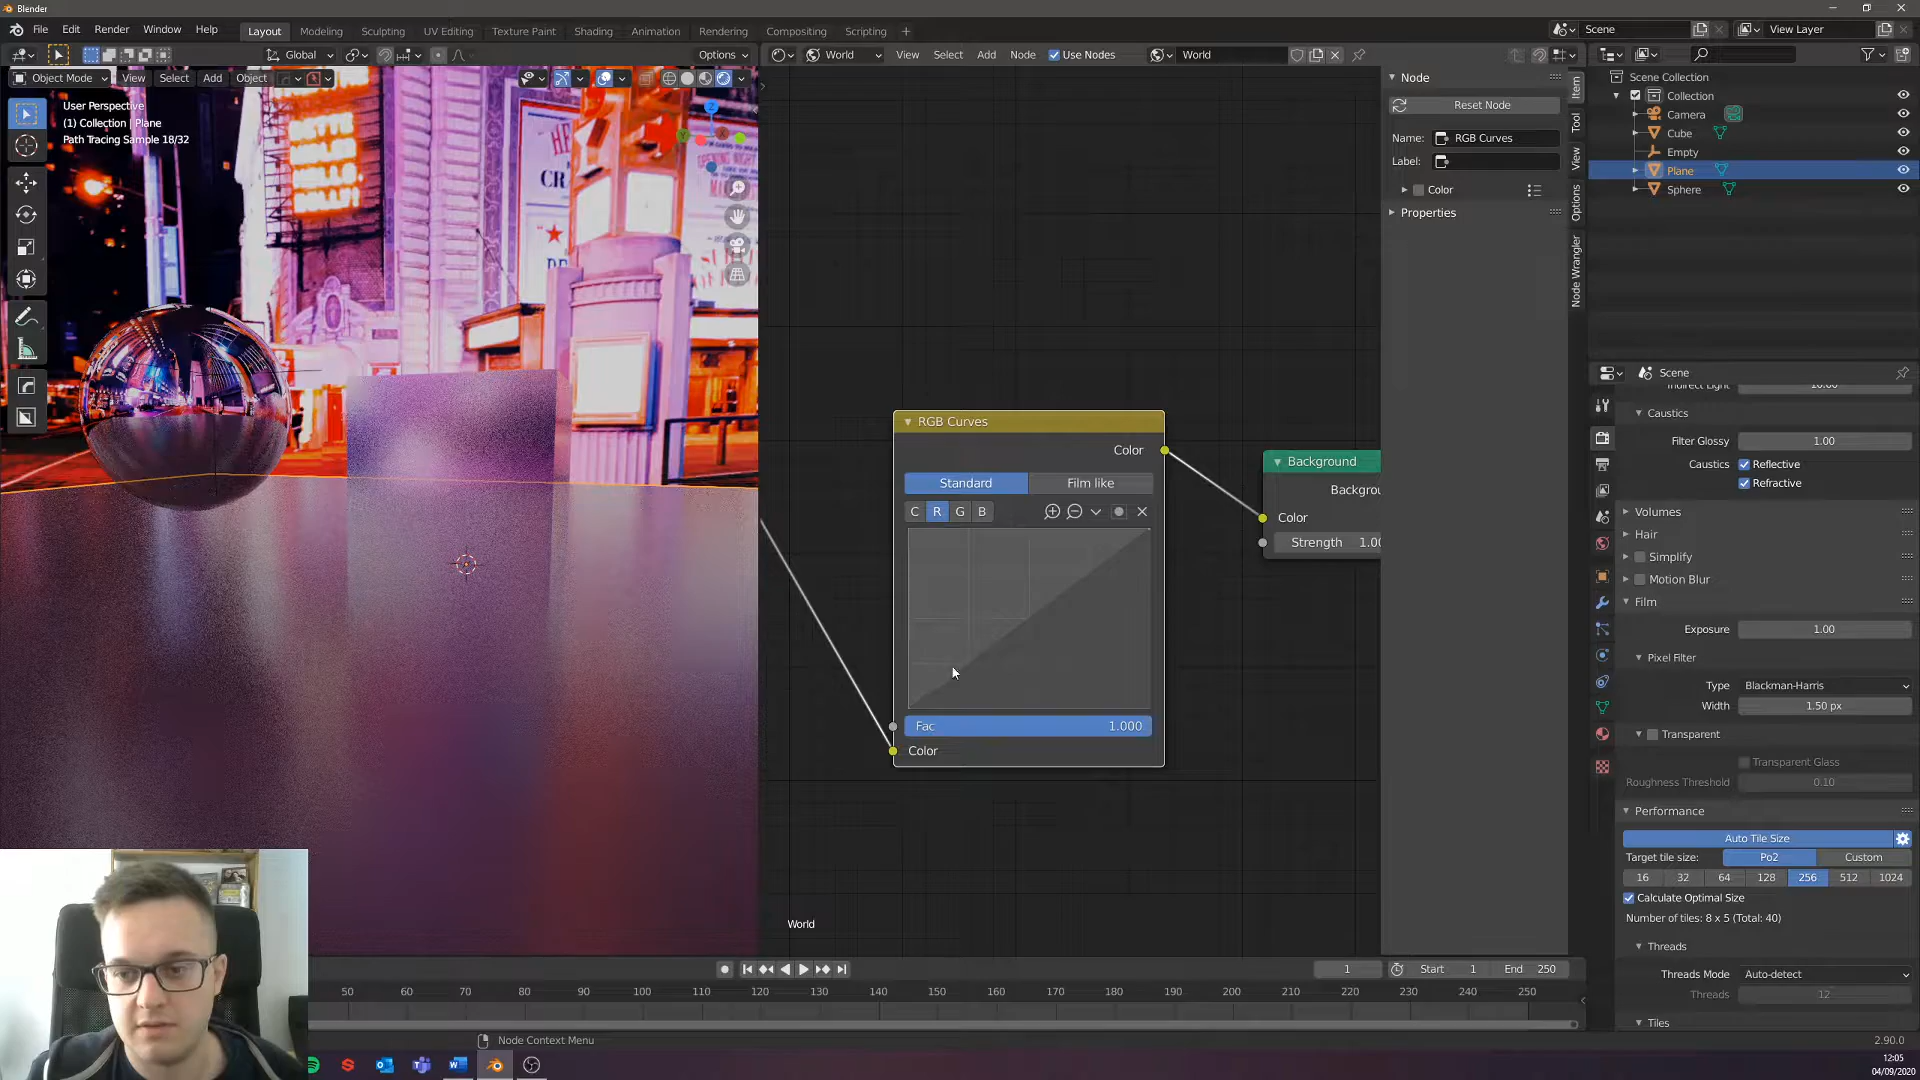 Blender
File Edit Render Window Help
Layout Modeling Sculpting UV Editing Texture Paint Shading Animation Rendering Compositing Scripting +
Scene
View Layer
Global
Options
World
View Select Add Node Use Nodes
World
Object Mode View Select Add Object
User Perspective
(1) Collection | Plane
Path Tracing Sample 18/32
CR
Node
Reset Node
Name: RGB Curves
Label:
Color
Properties
Item
Tool
View
Options
Node Wrangler
Scene Collection
Collection
Camera
Cube
Empty
Plane
Sphere
RGB Curves
Color
Standard Film like
C R G B
Fac 1.000
Color
Background
Backgrou
Color
Strength 1.00
World
Scene
Indirect Light 10.00
Caustics
Filter Glossy 1.00
Caustics Reflective
Refractive
Volumes
Hair
Simplify
Motion Blur
Film
Exposure 1.00
Pixel Filter
Type Blackman-Harris
Width 1.50 px
Transparent
Transparent Glass
Roughness Threshold 0.10
Performance
Auto Tile Size
Target tile size: Po2 Custom
16 32 64 128 256 512 1024
Calculate Optimal Size
Number of tiles: 8 x 5 (Total: 40)
Threads
Threads Mode Auto-detect
Threads 12
Tiles
1 Start 1 End 250
50 60 70 80 90 100 110 120 130 140 150 160 170 180 190 200 210 220 230 240 250
Node Context Menu
2.90.0
12:05
04/09/2020